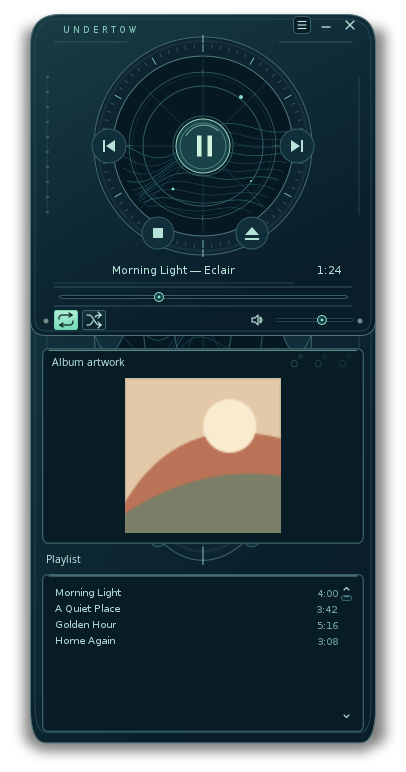 UNDERTOW
Morning Light — Eclair 1:24
Album artwork
Playlist
Morning Light 4:00
A Quiet Place 3:42
Golden Hour 5:16
Home Again 3:08